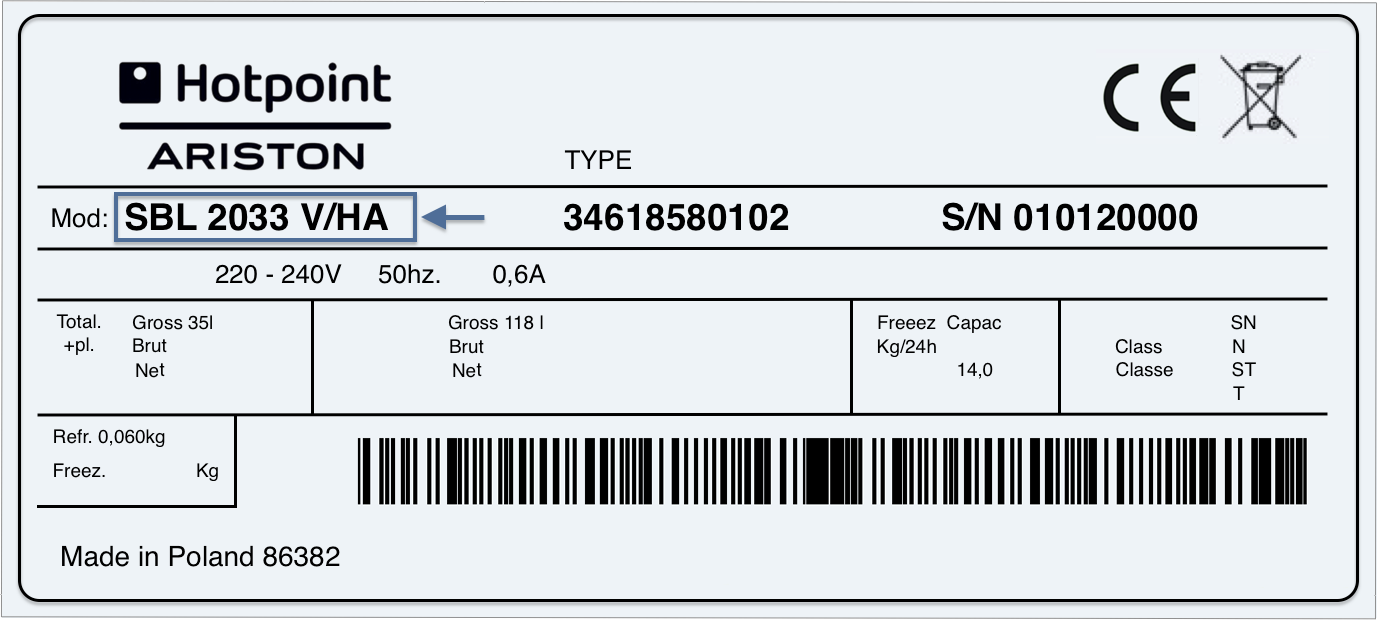 Hotpoint
ARISTON
CE
TYPE
Mod: SBL 2033 V/HA 34618580102 S/N 010120000
220 - 240V 50hz. 0,6A
Total. Gross 35l Gross 118 l Freeez Capac SN
+pl. Brut Brut Kg/24h Class N
Net Net 14,0 Classe ST
T
Refr. 0,060kg
Freez. Kg
Made in Poland 86382